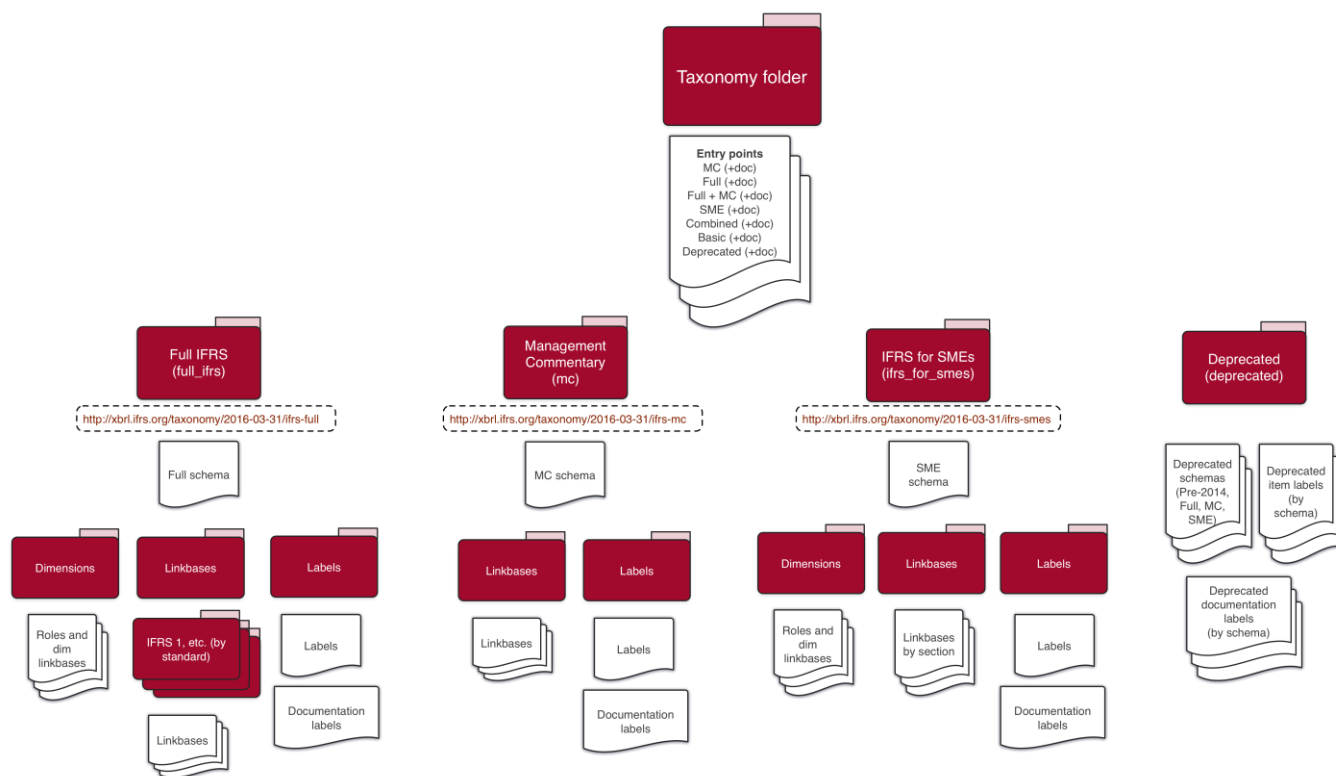 Taxonomy folder
Entry points
MC (+doc)
Full (+doc)
Full + MC (+doc)
SME (+doc)
Combined (+doc)
Basic (+doc)
Deprecated (+doc)
Full IFRS
(full_ifrs)
http://xbrl.ifrs.org/taxonomy/2016-03-31/ifrs-full
Full schema
Dimensions
Linkbases
Labels
Roles and
dim
linkbases
IFRS 1, etc. (by
standard)
Labels
Linkbases
Documentation
labels
Management
Commentary
(mc)
http://xbrl.ifrs.org/taxonomy/2016-03-31/ifrs-mc
MC schema
Linkbases
Labels
Linkbases
Labels
Documentation
labels
IFRS for SMEs
(ifrs_for_smes)
http://xbrl.ifrs.org/taxonomy/2016-03-31/ifrs-smes
SME
schema
Dimensions
Linkbases
Labels
Roles and
dim
linkbases
Linkbases
by section
Labels
Documentation
labels
Deprecated
(deprecated)
Deprecated
schemas
(Pre-2014,
Full, MC,
SME)
Deprecated
item labels
(by
schema)
Deprecated
documentation
labels
(by schema)